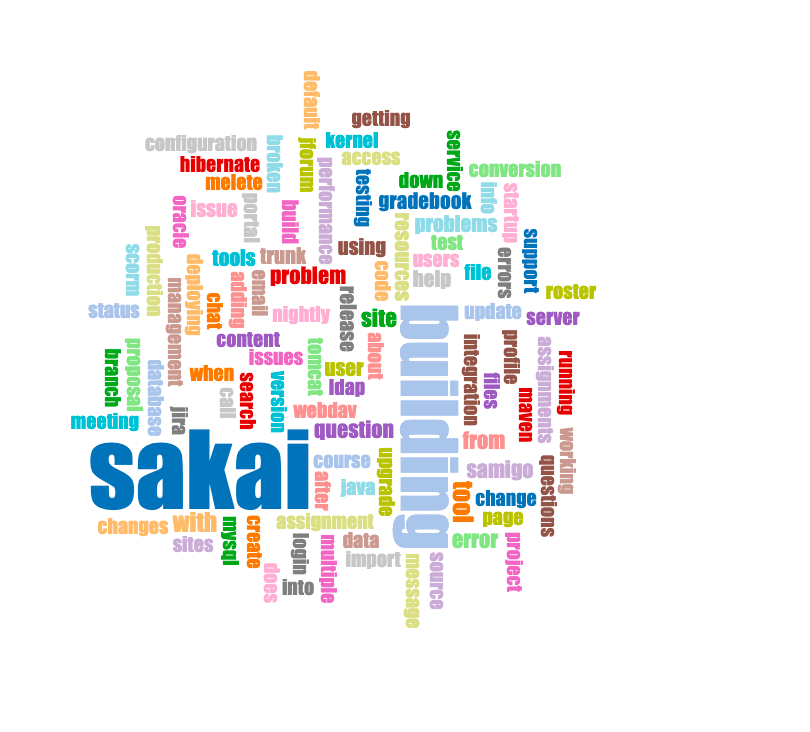 default
getting
configuration
broken
jforum
kernel
service
hibernate
access
performance
conversion
melete
testing
down
info
startup
oracle
issue
portal
build
gradebook
resources
problems
support
production
scorm
tools
trunk
using
test
users
errors
deploying
adding
email
problem
code
help
file
roster
management
chat
release
status
nightly
site
building
update
server
content
issues
about
integration
profile
assignments
branch
proposal
database
when
search
version
tomcat
user
ldap
files
running
call
maven
meeting
jira
webdav
question
from
working
sakai
course
upgrade
samigo
questions
after
java
tool
change
changes
with
mysql
create
assignment
page
sites
login
multiple
data
error
project
does
into
import
message
source